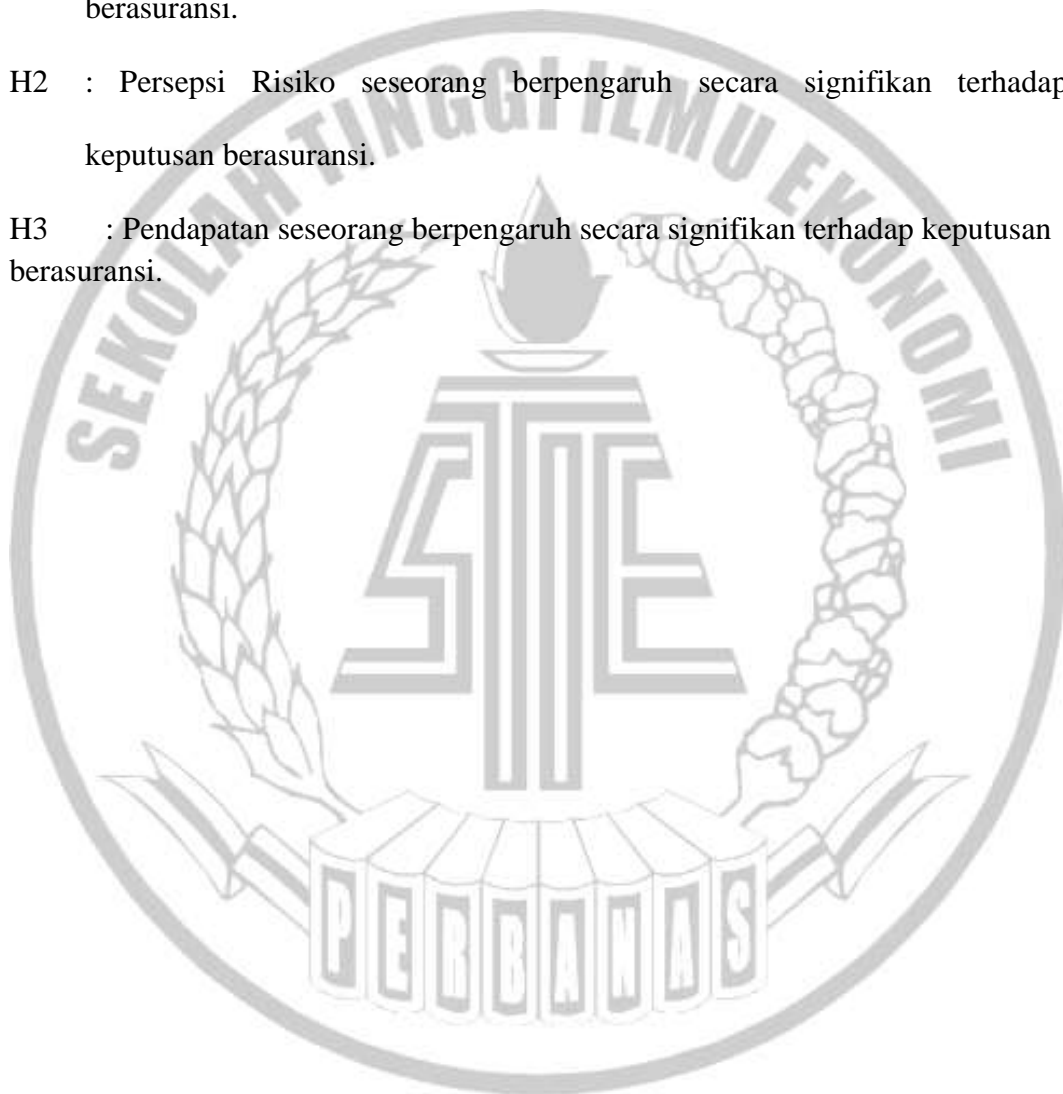 berasuransi.
H2 : Persepsi Risiko seseorang berpengaruh secara signifikan terhadap
keputusan berasuransi.
H3 : Pendapatan seseorang berpengaruh secara signifikan terhadap keputusan
berasuransi.
SEKOLAH TINGGI ILMU EKONOMI
STIE
PERBANAS